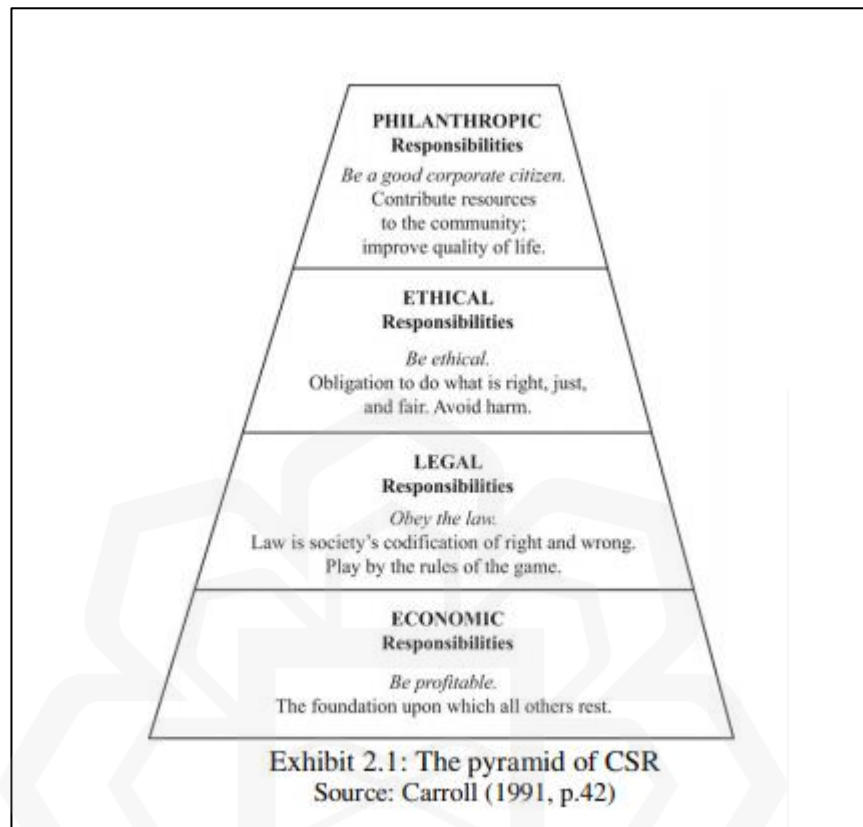 PHILANTHROPIC
Responsibilities
Be a good corporate citizen.
Contribute resources
to the community;
improve quality of life.
ETHICAL
Responsibilities
Be ethical.
Obligation to do what is right, just,
and fair. Avoid harm.
LEGAL
Responsibilities
Obey the law.
Law is society's codification of right and wrong.
Play by the rules of the game.
ECONOMIC
Responsibilities
Be profitable.
The foundation upon which all others rest.
Exhibit 2.1: The pyramid of CSR
Source: Carroll (1991, p.42)